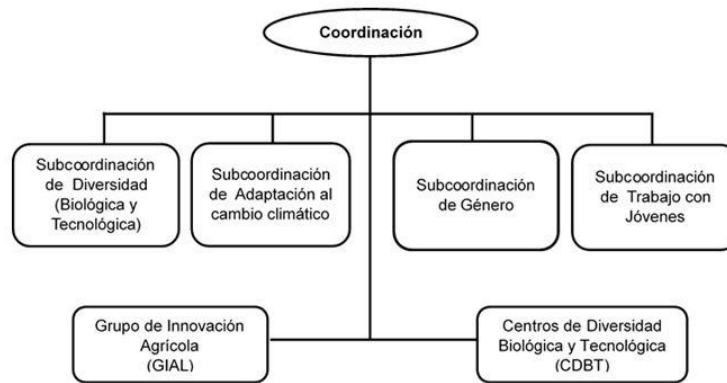 Coordinación
Subcoordinación
de Diversidad
(Biológica y
Tecnológica)
Subcoordinación
de Adaptación al
cambio climático
Subcoordinación
de Género
Subcoordinación
de Trabajo con
Jóvenes
Grupo de Innovación
Agrícola
(GIAL)
Centros de Diversidad
Biológica y Tecnológica
(CDBT)